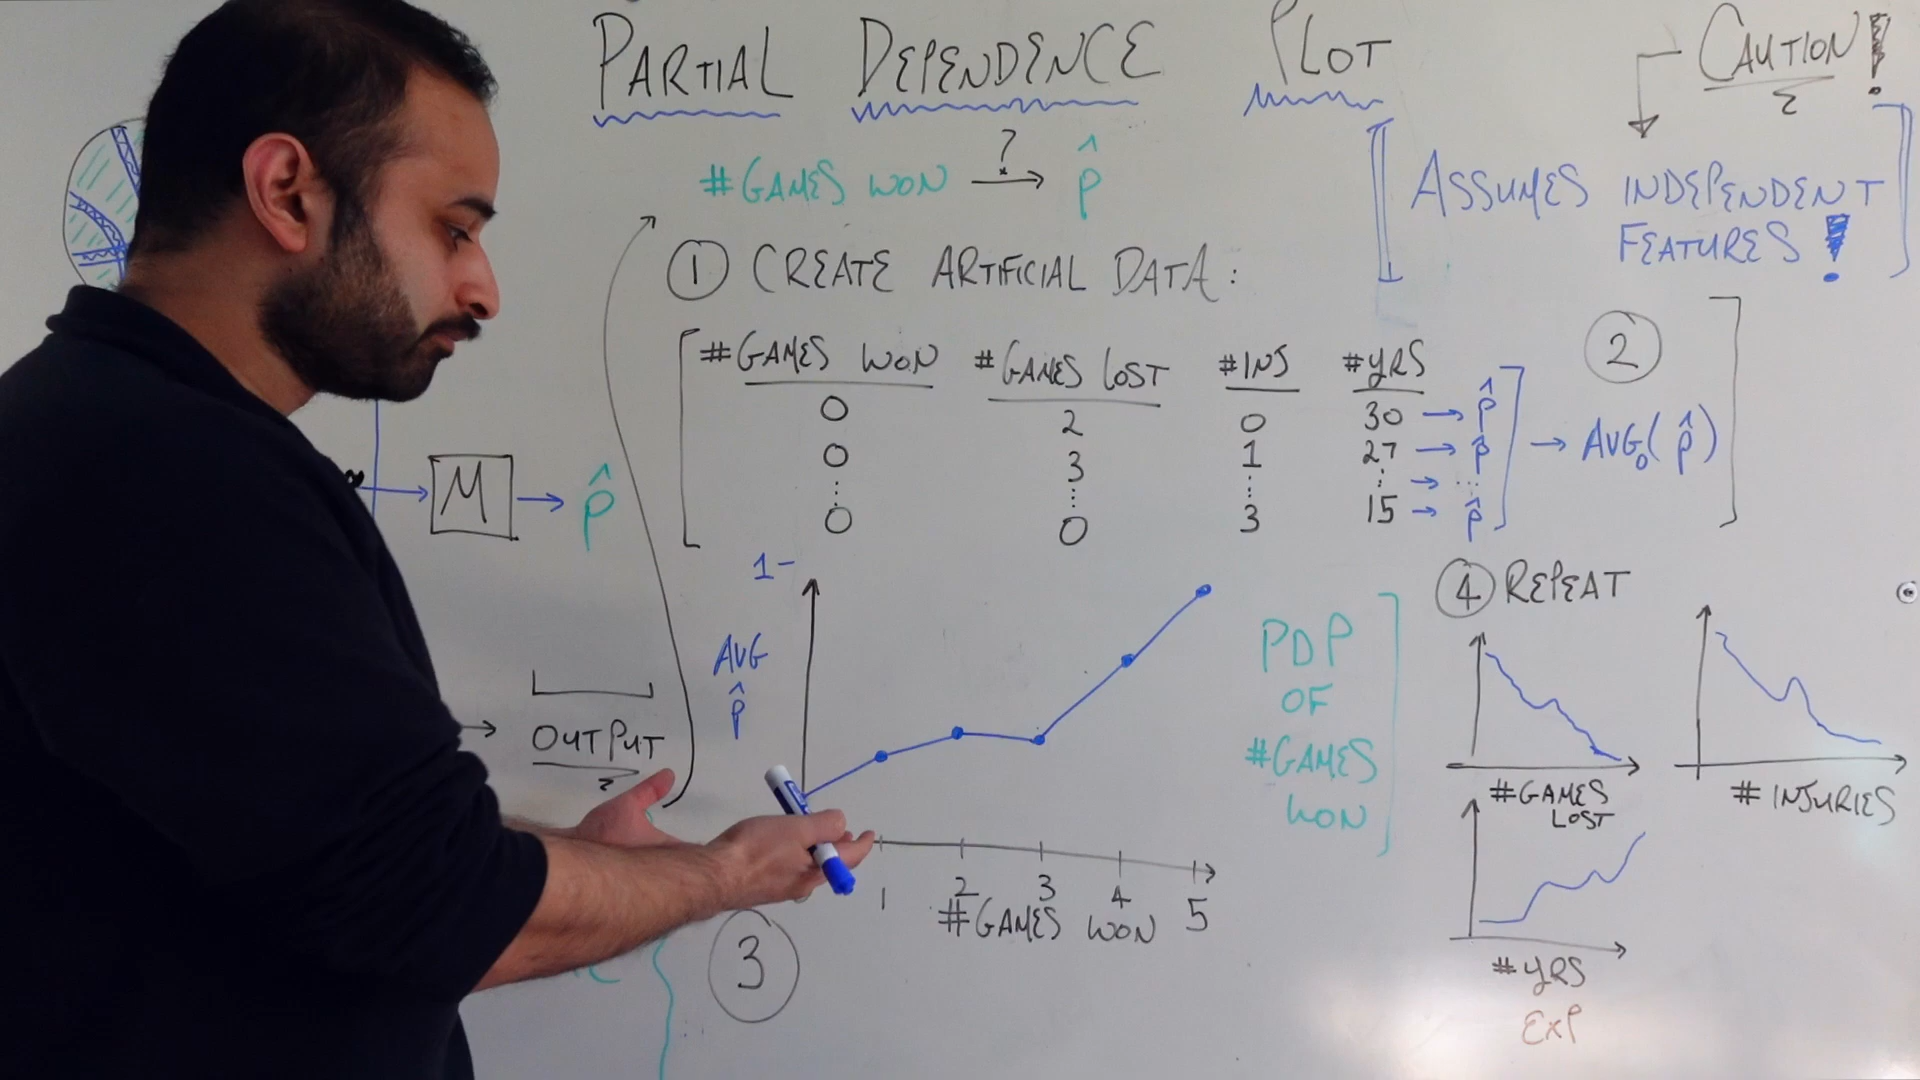 PARTIAL DEPENDENCE PLOT
CAUTION!
#GAMES WON ? → p̂
ASSUMES INDEPENDENT
FEATURES!
① CREATE ARTIFICIAL DATA:
#GAMES WON #GAMES LOST #INJ #YRS
0 2 0 30 → p̂
0 3 1 27 → p̂
⋮ ⋮ ⋮ ⋮ → ⋮
0 0 3 15 → p̂
→ AVG₀(p̂)
②
→ M → p̂
→ OUTPUT
1-
AVG
p̂
1 2 3 4 5
#GAMES WON
③
PDP
OF
#GAMES
WON
④ REPEAT
#GAMES
LOST
# INJURIES
#YRS
EXP